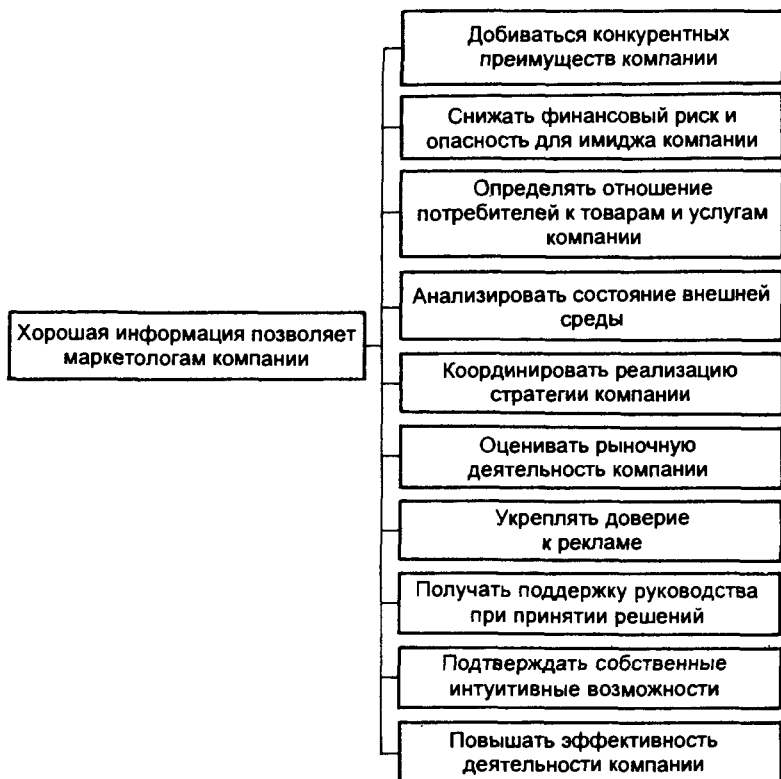 Добиваться конкурентных
преимуществ компании
Снижать финансовый риск и
опасность для имиджа компании
Определять отношение
потребителей к товарам и услугам
компании
Анализировать состояние внешней
среды
Хорошая информация позволяет
маркетологам компании
Координировать реализацию
стратегии компании
Оценивать рыночную
деятельность компании
Укреплять доверие
к рекламе
Получать поддержку руководства
при принятии решений
Подтверждать собственные
интуитивные возможности
Повышать эффективность
деятельности компании